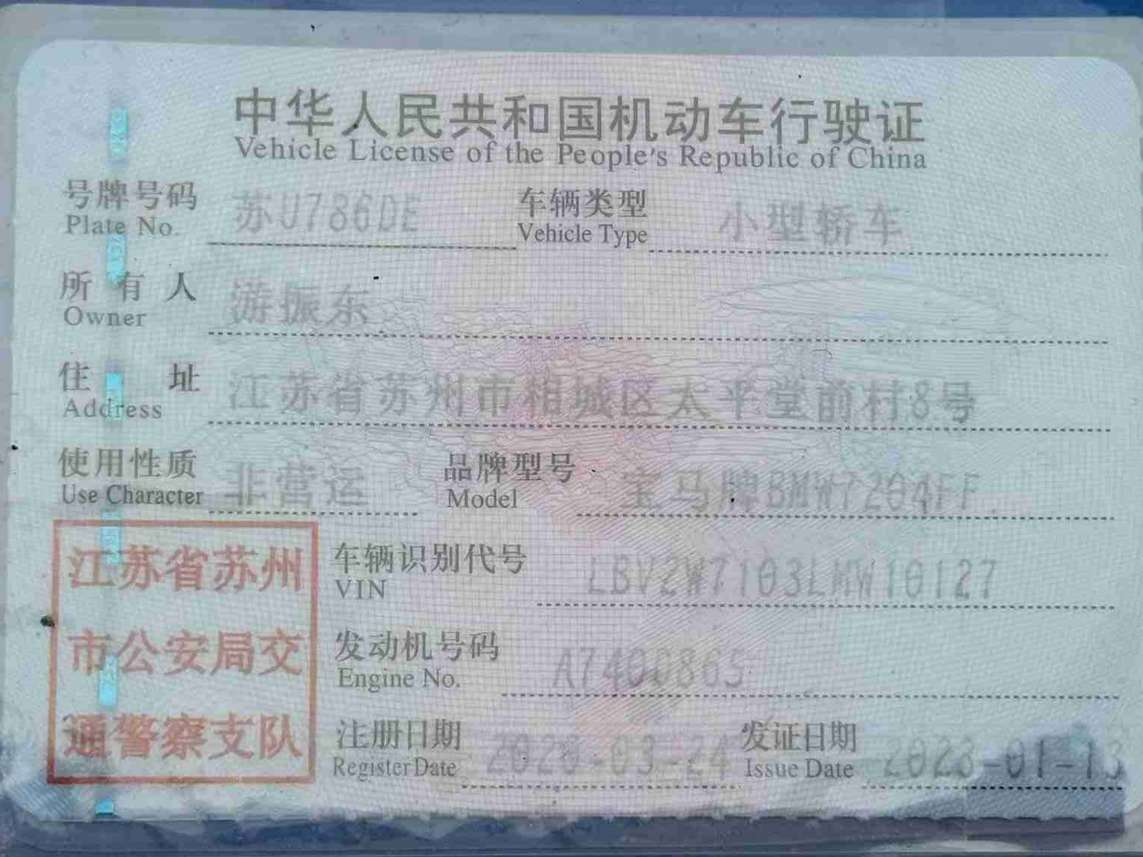 中华人民共和国机动车行驶证
Vehicle License of the People's Republic of China
号牌号码 苏U786DE 车辆类型 小型轿车
Plate No. Vehicle Type
所有人 游振东
Owner
住址 江苏省苏州市相城区太平堂前村8号
Address
使用性质 非营运 品牌型号 宝马牌BMW7204FF
Use Character Model
江苏省苏州
市公安局交
通警察支队
车辆识别代号 LBV2W7103LMW10127
VIN
发动机号码 A7400865
Engine No.
注册日期 2020-03-24 发证日期 2023-01-13
Register Date Issue Date